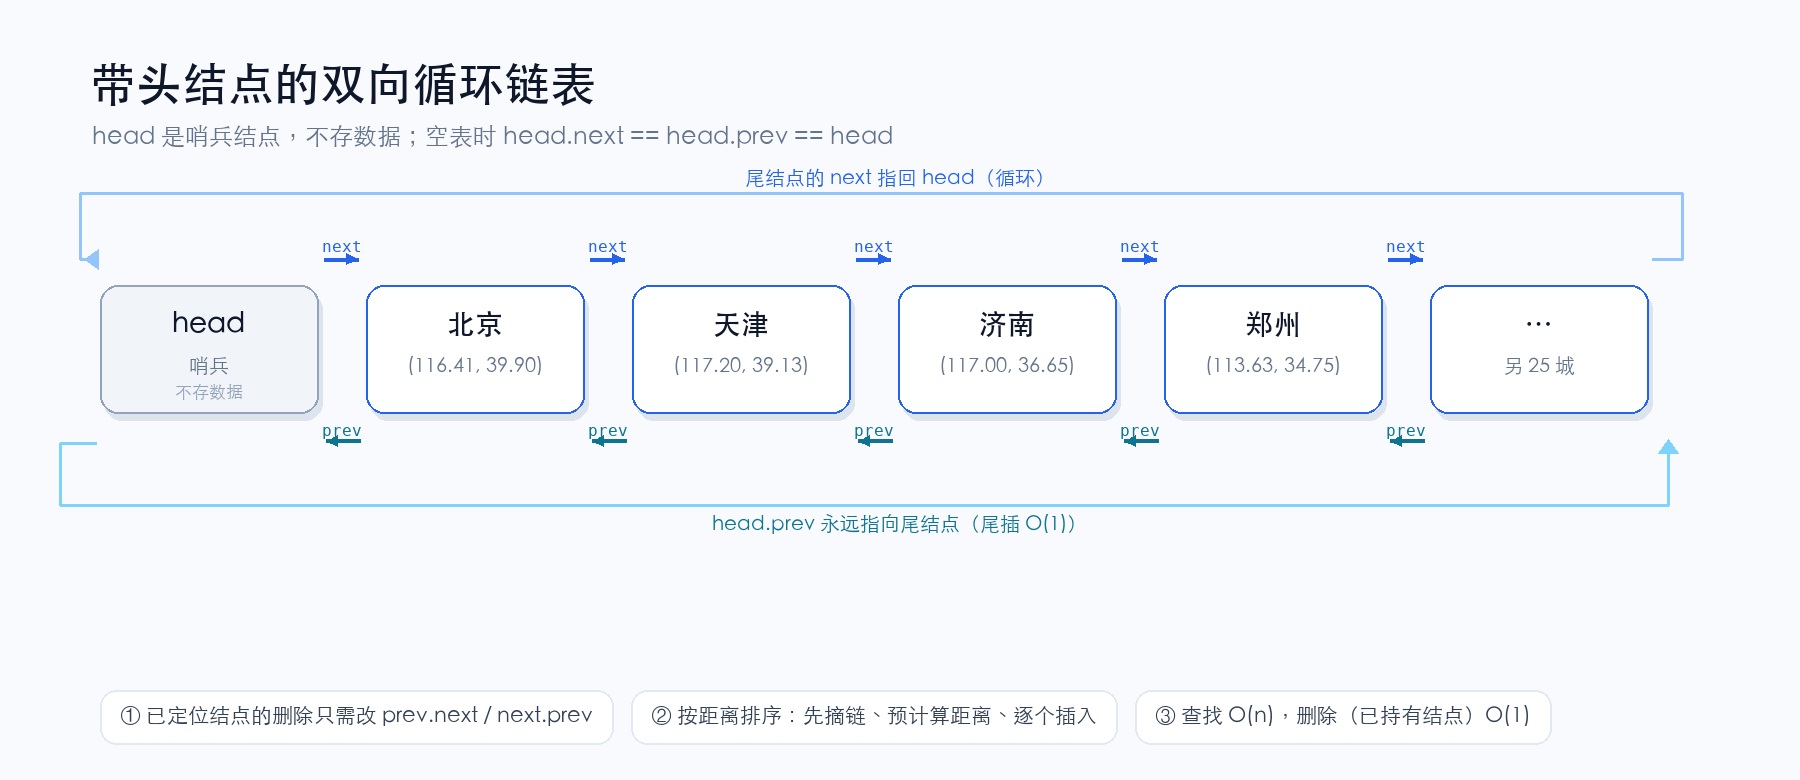 带头结点的双向循环链表
head 是哨兵结点，不存数据；空表时 head.next == head.prev == head
尾结点的 next 指回 head（循环）
next next next next next
head 北京 天津 济南 郑州 …
哨兵 (116.41, 39.90) (117.20, 39.13) (117.00, 36.65) (113.63, 34.75) 另 25 城
不存数据
prev prev prev prev prev
head.prev 永远指向尾结点（尾插 O(1)）
① 已定位结点的删除只需改 prev.next / next.prev ② 按距离排序：先摘链、预计算距离、逐个插入 ③ 查找 O(n)，删除（已持有结点）O(1)